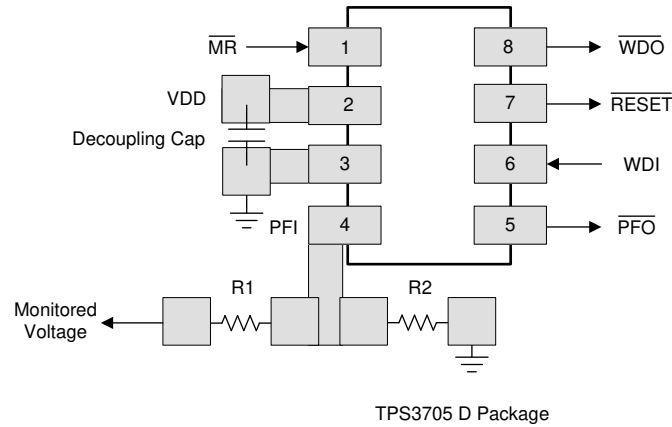 MR
1
8
WDO
VDD
2
7
RESET
Decoupling Cap
3
6
WDI
PFI
4
5
PFO
R1
R2
Monitored
Voltage
TPS3705 D Package